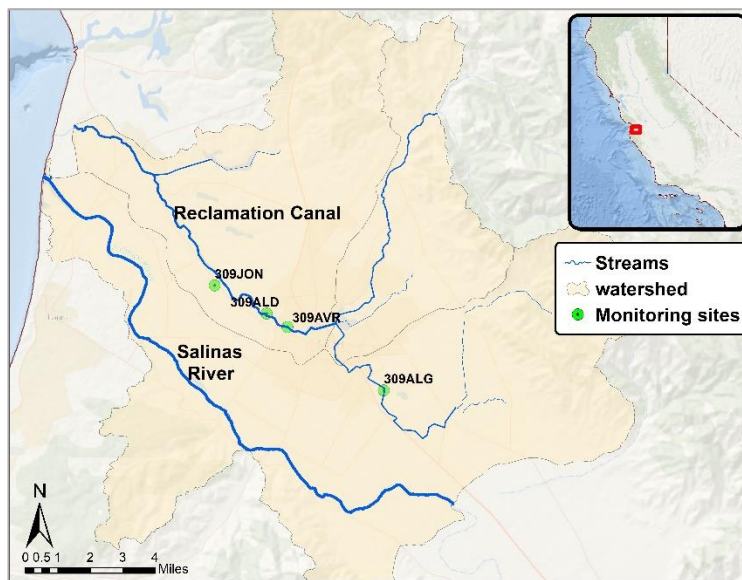 Reclamation Canal
309JON
309ALD
309AVR
Salinas
River
309ALG
Streams
watershed
Monitoring sites
N
0 0.5 1 2 3 4
Miles